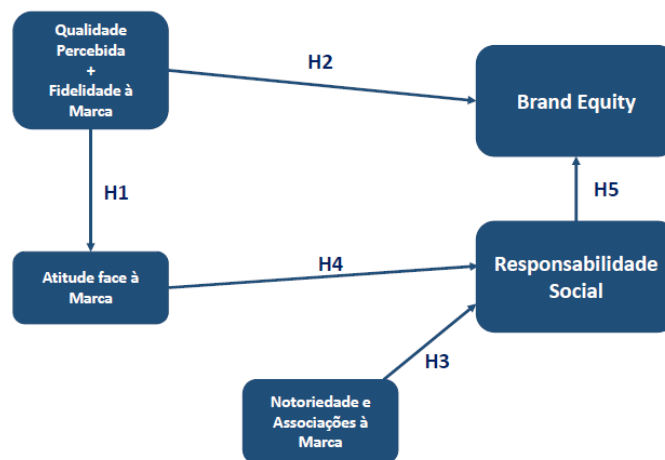 Qualidade
Percebida
+
Fidelidade à
Marca
H2
Brand Equity
H1
H5
Atitude face à
Marca
H4
Responsabilidade
Social
H3
Notoriedade e
Associações à
Marca